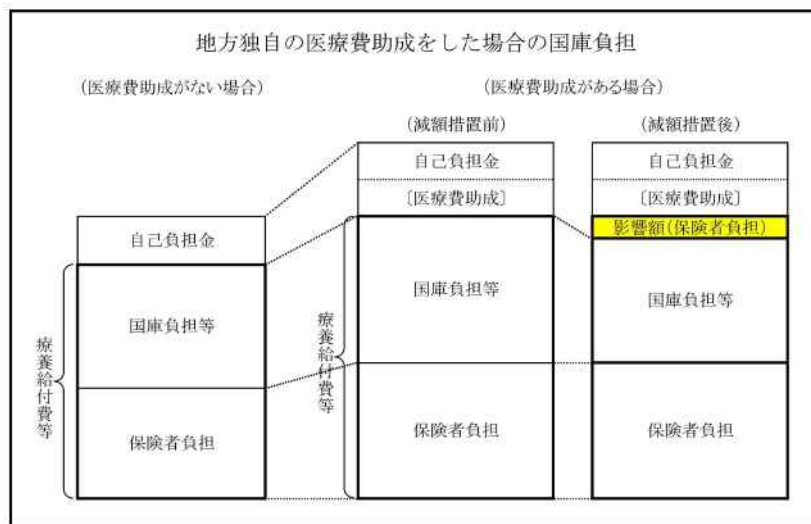 地方独自の医療費助成をした場合の国庫負担
(医療費助成がない場合)
(医療費助成がある場合)
(減額措置前)
(減額措置後)
自己負担金
国庫負担等
保険者負担
療養給付費等
自己負担金
[医療費助成]
国庫負担等
保険者負担
療養給付費等
自己負担金
[医療費助成]
影響額(保険者負担)
国庫負担等
保険者負担